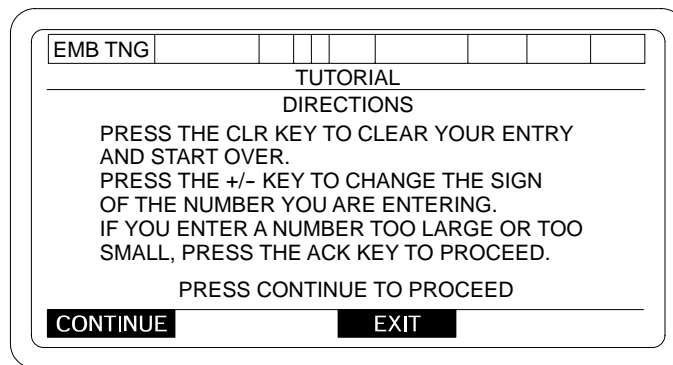 EMB TNG
TUTORIAL
DIRECTIONS
PRESS THE CLR KEY TO CLEAR YOUR ENTRY
AND START OVER.
PRESS THE +/− KEY TO CHANGE THE SIGN
OF THE NUMBER YOU ARE ENTERING.
IF YOU ENTER A NUMBER TOO LARGE OR TOO
SMALL, PRESS THE ACK KEY TO PROCEED.
PRESS CONTINUE TO PROCEED
CONTINUE EXIT